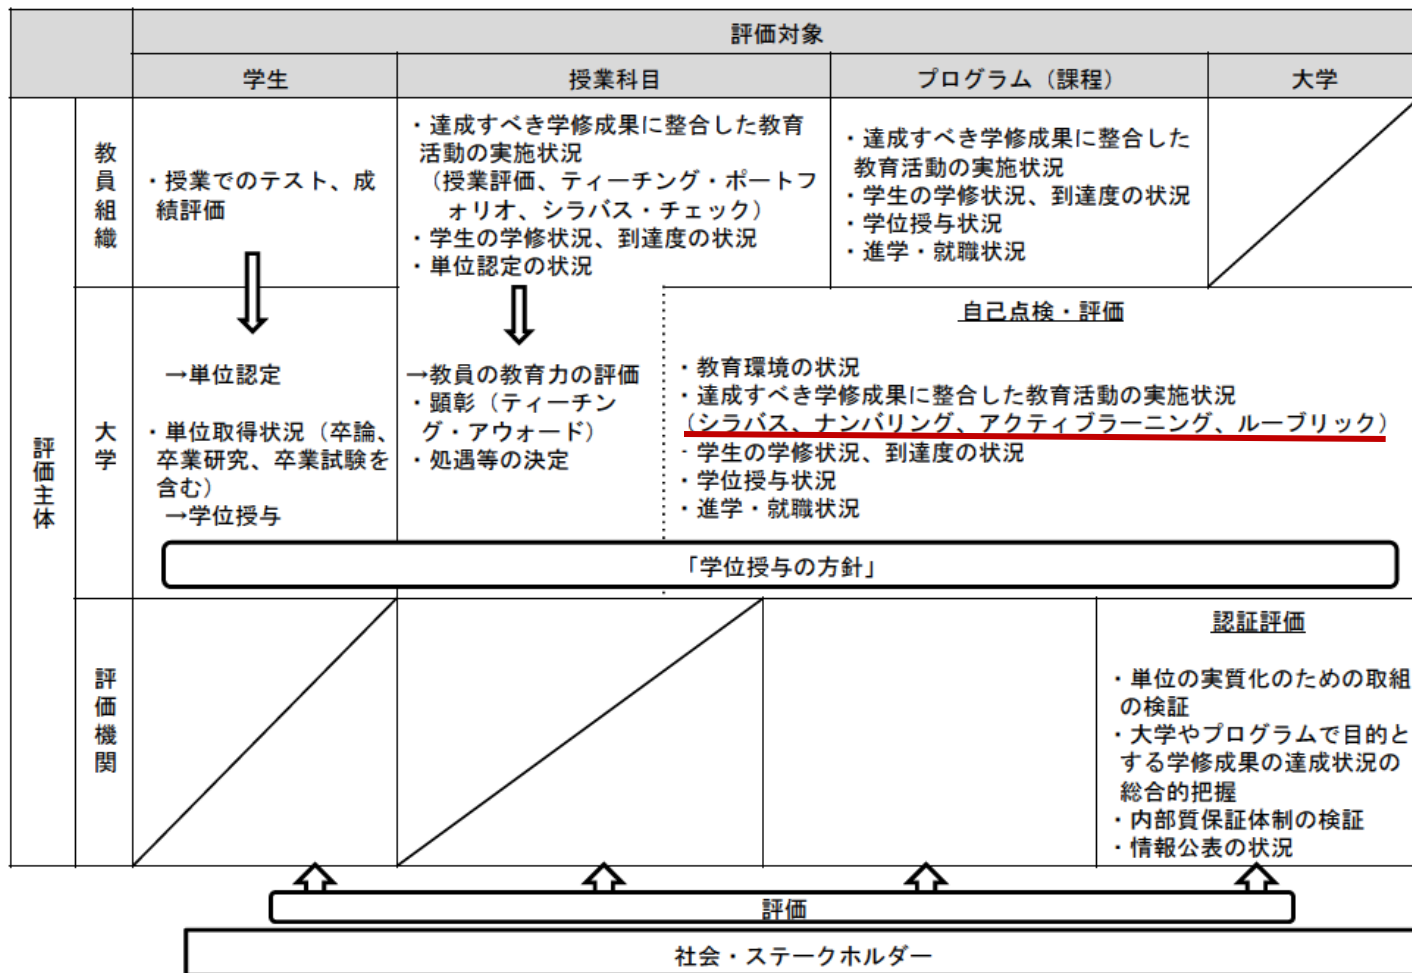 評価対象
学生
授業科目
プログラム（課程）
大学
評価主体
教員組織
・授業でのテスト、成
績評価
・達成すべき学修成果に整合した教育
活動の実施状況
（授業評価、ティーチング・ポートフ
ォリオ、シラバス・チェック）
・学生の学修状況、到達度の状況
・単位認定の状況
・達成すべき学修成果に整合した
教育活動の実施状況
・学生の学修状況、到達度の状況
・学位授与状況
・進学・就職状況
大学
→単位認定
・単位取得状況（卒論、
卒業研究、卒業試験を
含む）
→学位授与
→教員の教育力の評価
・顕彰（ティーチン
グ・アウォード）
・処遇等の決定
自己点検・評価
・教育環境の状況
・達成すべき学修成果に整合した教育活動の実施状況
（シラバス、ナンバリング、アクティブラーニング、ルーブリック）
・学生の学修状況、到達度の状況
・学位授与状況
・進学・就職状況
「学位授与の方針」
評価機関
認証評価
・単位の実質化のための取組
の検証
・大学やプログラムで目的と
する学修成果の達成状況の
総合的把握
・内部質保証体制の検証
・情報公表の状況
評価
社会・ステークホルダー